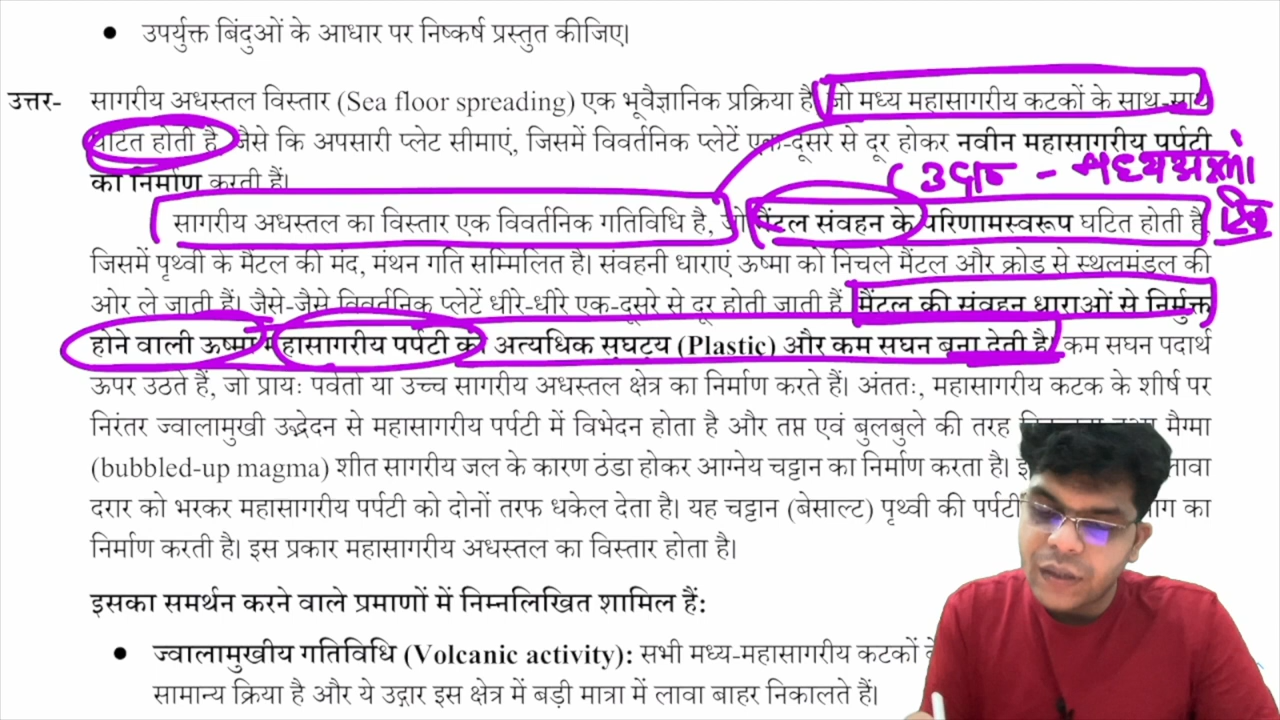 • उपर्युक्त बिंदुओं के आधार पर निष्कर्ष प्रस्तुत कीजिए।
उत्तर- सागरीय अधस्तल विस्तार (Sea floor spreading) एक भूवैज्ञानिक प्रक्रिया है, जो मध्य महासागरीय कटकों के साथ-साथ
घटित होती है, जैसे कि अपसारी प्लेट सीमाएं, जिसमें विवर्तनिक प्लेटें एक-दूसरे से दूर होकर नवीन महासागरीय पर्पटी
का निर्माण करती हैं।
उद्गार - मध्य
सागरीय अधस्तल का विस्तार एक विवर्तनिक गतिविधि है, जो मैंटल संवहन के परिणामस्वरूप घटित होती है,
जिसमें पृथ्वी के मैंटल की मंद, मंथन गति सम्मिलित है। संवहनी धाराएं ऊष्मा को निचले मैंटल और क्रोड से स्थलमंडल की
ओर ले जाती हैं। जैसे-जैसे विवर्तनिक प्लेटें धीरे-धीरे एक-दूसरे से दूर होती जाती हैं, मैंटल की संवहन धाराओं से निर्मुक्त
होने वाली ऊष्मा महासागरीय पर्पटी को अत्यधिक सुघट्य (Plastic) और कम सघन बना देती है। कम सघन पदार्थ
ऊपर उठते हैं, जो प्रायः पर्वतों या उच्च सागरीय अधस्तल क्षेत्र का निर्माण करते हैं। अंततः, महासागरीय कटक के शीर्ष पर
निरंतर ज्वालामुखी उद्भेदन से महासागरीय पर्पटी में विभेदन होता है और तप्त एवं बुलबुले की तरह मैग्मा
(bubbled-up magma) शीत सागरीय जल के कारण ठंडा होकर आग्नेय चट्टान का निर्माण करता है। लावा
दरार को भरकर महासागरीय पर्पटी को दोनों तरफ धकेल देता है। यह चट्टान (बेसाल्ट) पृथ्वी की पर्पटी का
निर्माण करती है। इस प्रकार महासागरीय अधस्तल का विस्तार होता है।
इसका समर्थन करने वाले प्रमाणों में निम्नलिखित शामिल हैं:
• ज्वालामुखीय गतिविधि (Volcanic activity): सभी मध्य-महासागरीय कटकों
सामान्य क्रिया है और ये उद्गार इस क्षेत्र में बड़ी मात्रा में लावा बाहर निकालते हैं।